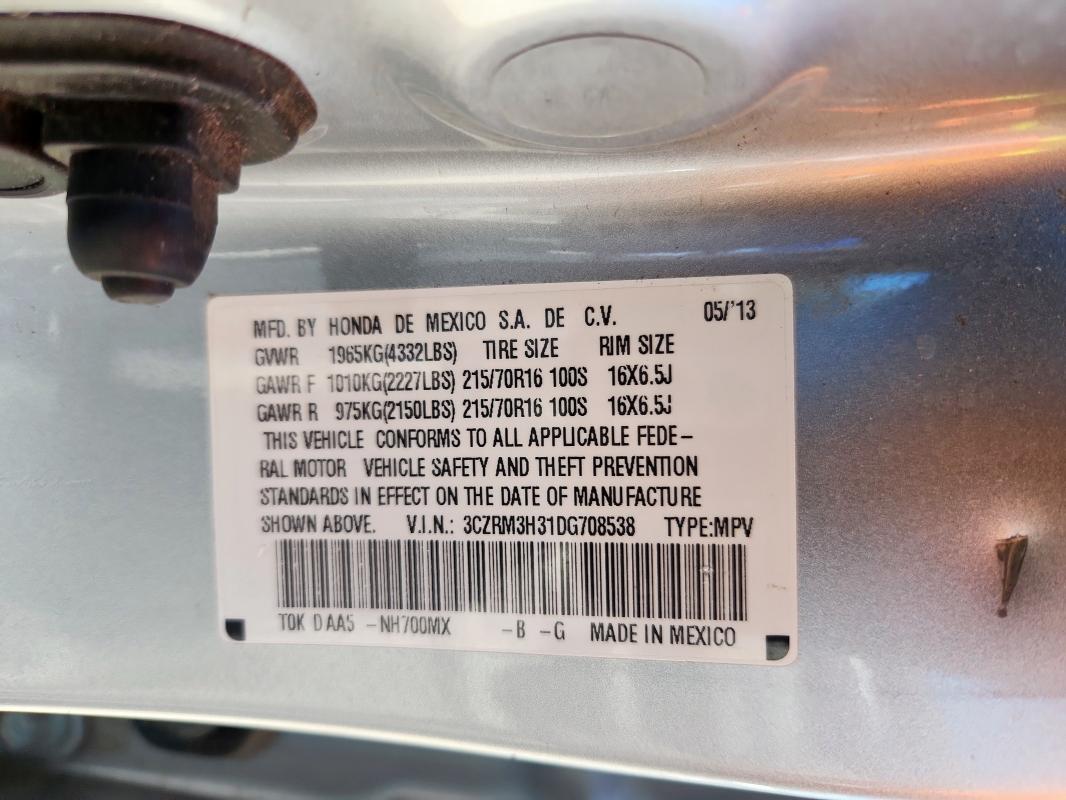 MFD. BY HONDA DE MEXICO S.A. DE C.V. 05/'13
GVWR 1965KG(4332LBS) TIRE SIZE RIM SIZE
GAWR F 1010KG(2227LBS) 215/70R16 100S 16X6.5J
GAWR R 975KG(2150LBS) 215/70R16 100S 16X6.5J
THIS VEHICLE CONFORMS TO ALL APPLICABLE FEDE-
RAL MOTOR VEHICLE SAFETY AND THEFT PREVENTION
STANDARDS IN EFFECT ON THE DATE OF MANUFACTURE
SHOWN ABOVE. V.I.N.: 3CZRM3H31DG708538 TYPE:MPV
T0K D AA5 -NH700MX -B -G MADE IN MEXICO